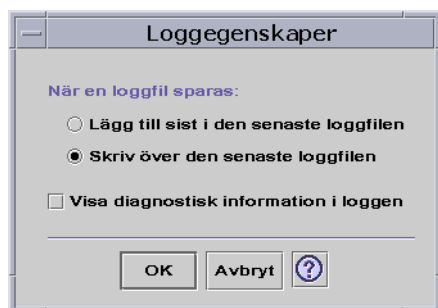 Loggegenskaper
När en loggfil sparas:
Lägg till sist i den senaste loggfilen
Skriv över den senaste loggfilen
Visa diagnostisk information i loggen
OK Avbryt ?